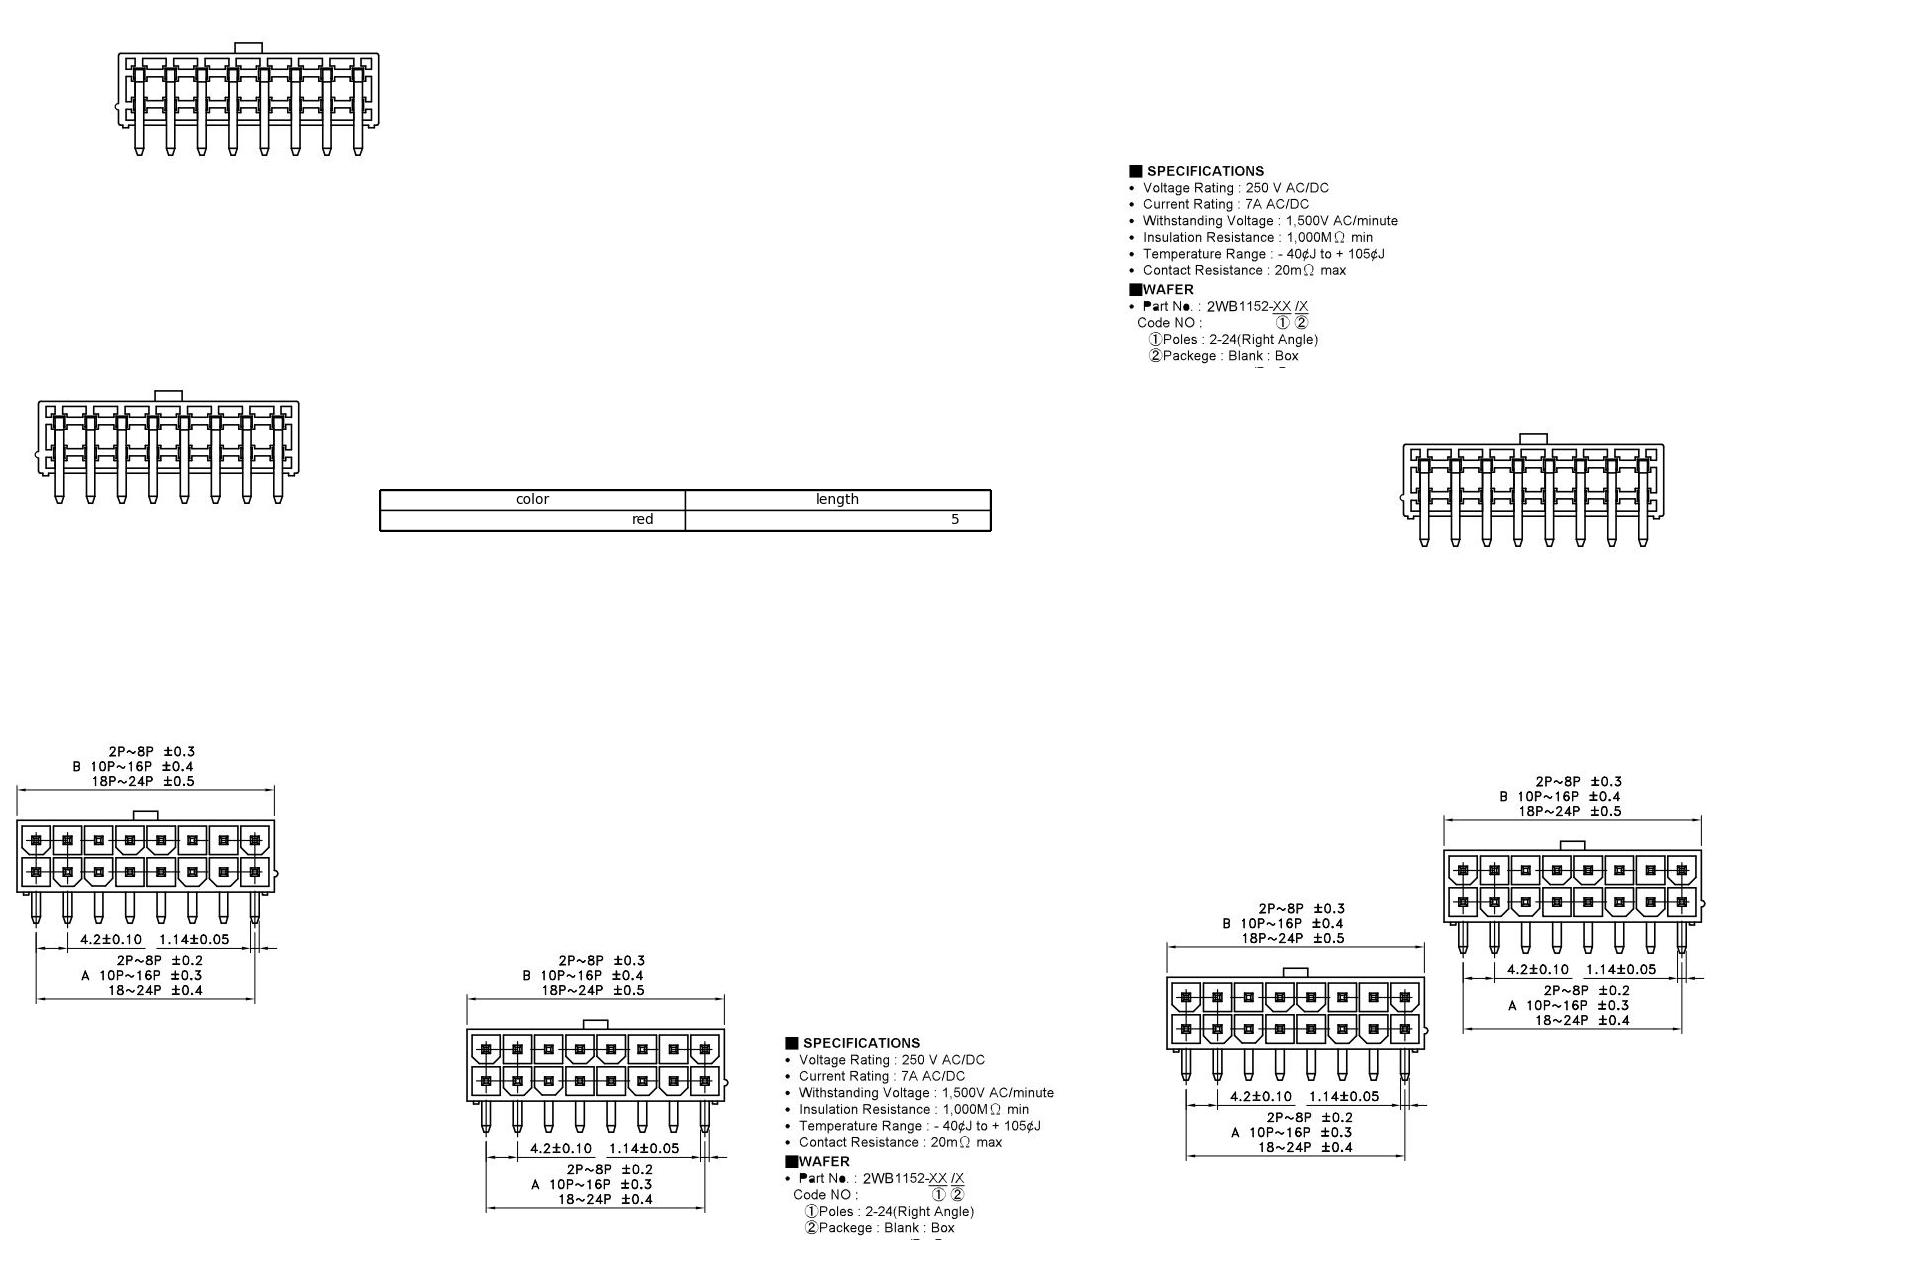 ■ SPECIFICATIONS
• Voltage Rating : 250 V AC/DC
• Current Rating : 7A AC/DC
• Withstanding Voltage : 1,500V AC/minute
• Insulation Resistance : 1,000MΩ min
• Temperature Range : - 40¢J to + 105¢J
• Contact Resistance : 20mΩ max
■WAFER
• Part No. : 2WB1152-XX /X
Code NO : ① ②
①Poles : 2-24(Right Angle)
②Packege : Blank : Box
color length
red 5
2P~8P ±0.3
B 10P~16P ±0.4
18P~24P ±0.5
4.2±0.10 1.14±0.05
2P~8P ±0.2
A 10P~16P ±0.3
18~24P ±0.4
2P~8P ±0.3
B 10P~16P ±0.4
18P~24P ±0.5
4.2±0.10 1.14±0.05
2P~8P ±0.2
A 10P~16P ±0.3
18~24P ±0.4
■ SPECIFICATIONS
• Voltage Rating : 250 V AC/DC
• Current Rating : 7A AC/DC
• Withstanding Voltage : 1,500V AC/minute
• Insulation Resistance : 1,000MΩ min
• Temperature Range : - 40¢J to + 105¢J
• Contact Resistance : 20mΩ max
■WAFER
• Part No. : 2WB1152-XX /X
Code NO : ① ②
①Poles : 2-24(Right Angle)
②Packege : Blank : Box
2P~8P ±0.3
B 10P~16P ±0.4
18P~24P ±0.5
4.2±0.10 1.14±0.05
2P~8P ±0.2
A 10P~16P ±0.3
18~24P ±0.4
2P~8P ±0.3
B 10P~16P ±0.4
18P~24P ±0.5
4.2±0.10 1.14±0.05
2P~8P ±0.2
A 10P~16P ±0.3
18~24P ±0.4